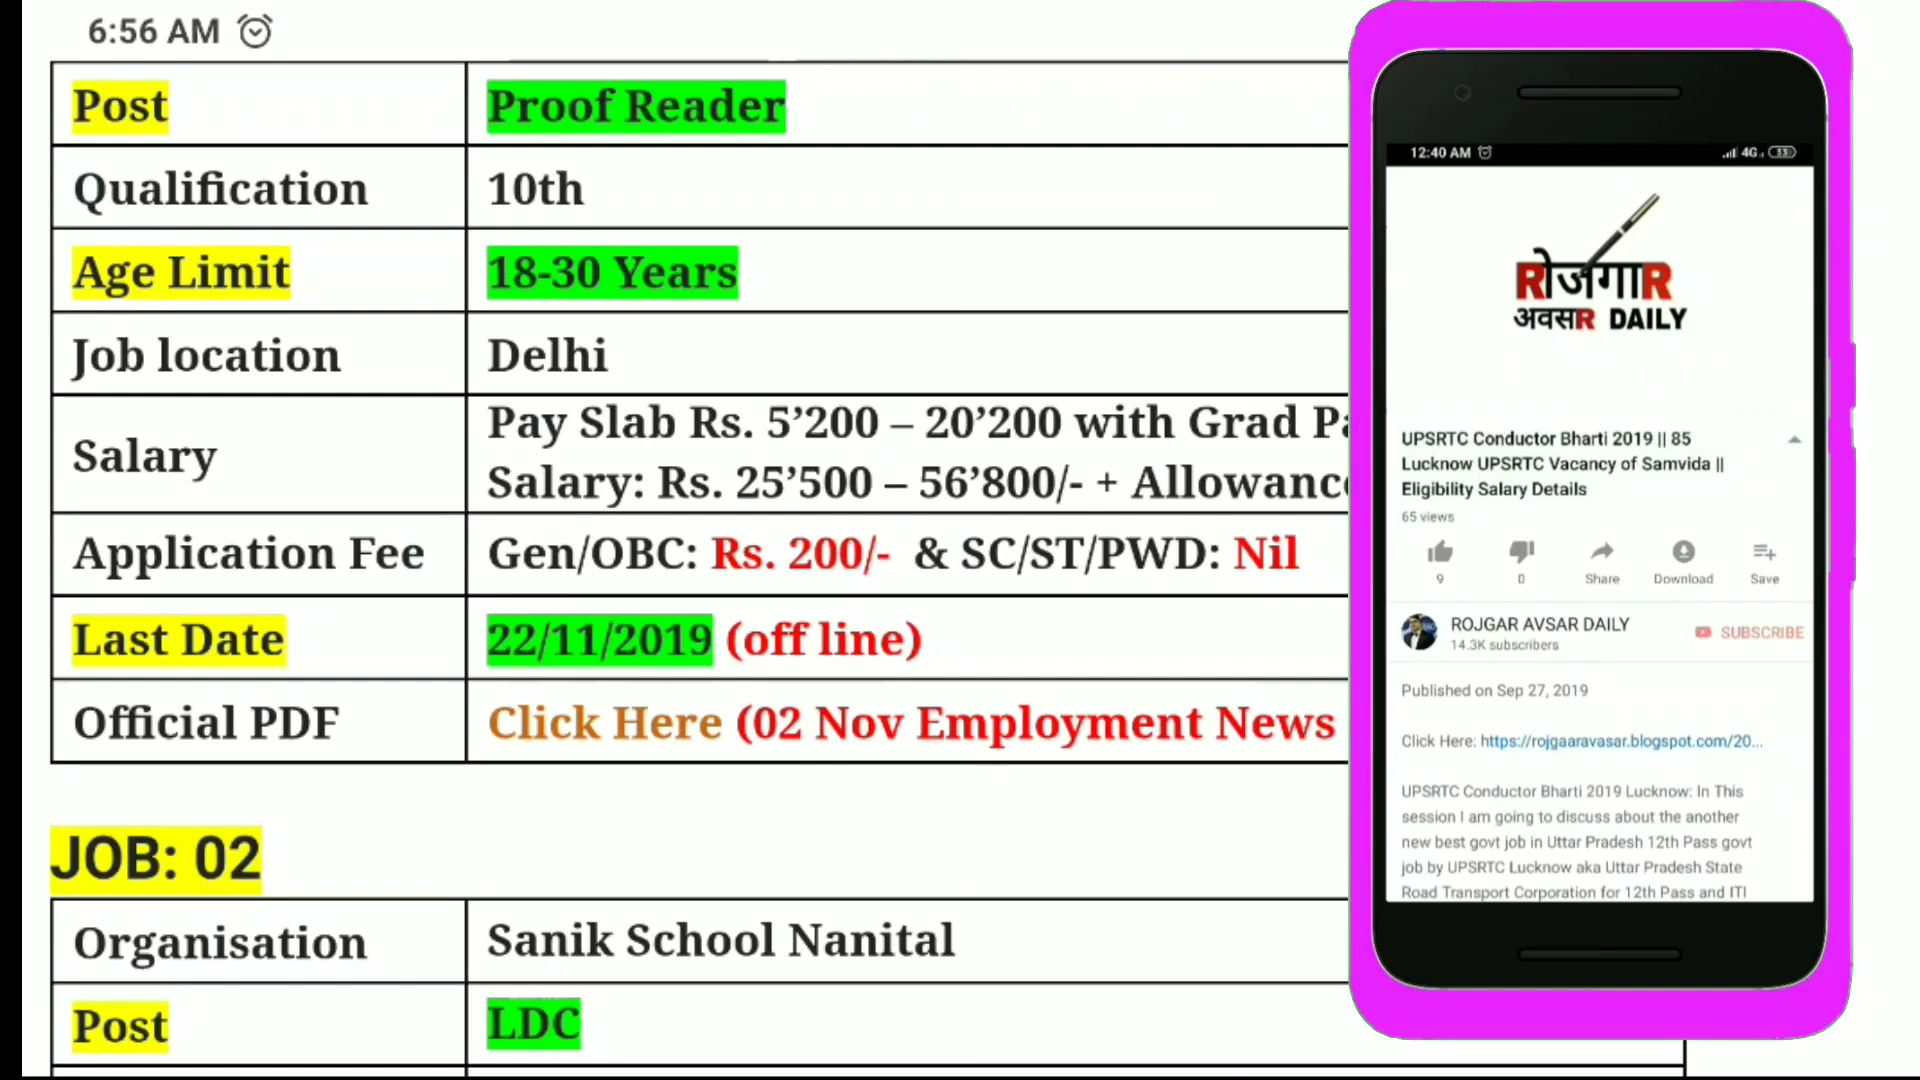 6:56 AM
Post Proof Reader
Qualification 10th
Age Limit 18-30 Years
Job location Delhi
Salary Pay Slab Rs. 5’200 – 20’200 with Grad
Salary: Rs. 25’500 – 56’800/- +
Application Fee Gen/OBC: Rs. 200/- & SC/ST/PWD: Nil
Last Date 22/11/2019 (off line)
Official PDF Click Here (02 Nov Employment News
JOB: 02
Organisation Sanik School Nanital
Post LDC
12:40 AM 4G 33
रोजगाR
अवसR DAILY
UPSRTC Conductor Bharti 2019 || 85
Lucknow UPSRTC Vacancy of Samvida ||
Eligibility Salary Details
65 views
9 0 Share Download Save
ROJGAR AVSAR DAILY
14.3K subscribers
SUBSCRIBE
Published on Sep 27, 2019
Click Here: https://rojgaaravasar.blogspot.com/20...
UPSRTC Conductor Bharti 2019 Lucknow: In This
session I am going to discuss about the another
new best govt job in Uttar Pradesh 12th Pass govt
job by UPSRTC Lucknow aka Uttar Pradesh State
Road Transport Corporation for 12th Pass and ITI